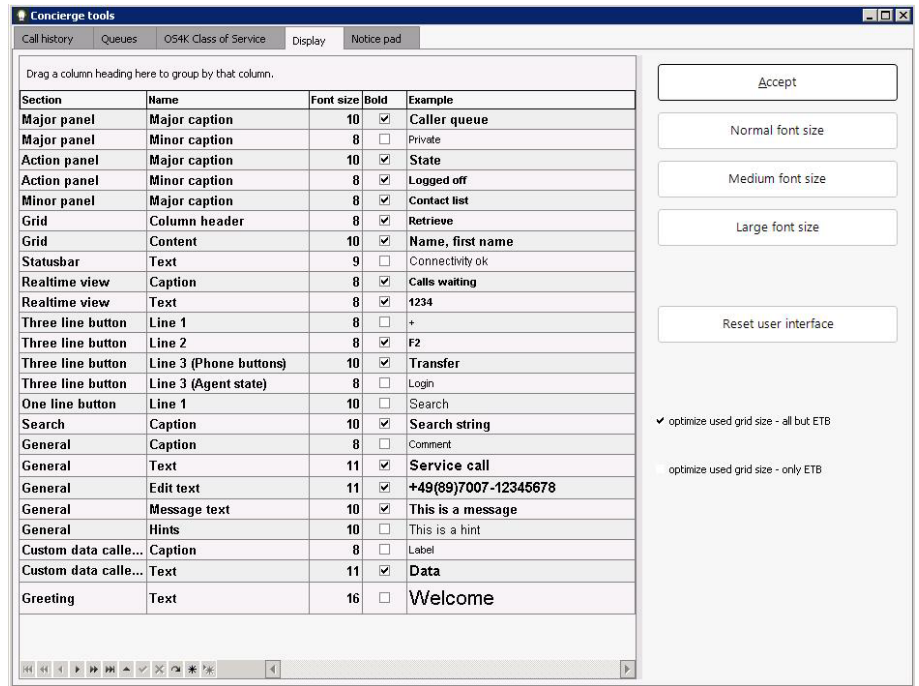 Concierge tools
Call history Queues OS4K Class of Service Display Notice pad
Drag a column heading here to group by that column.
Section Name Font size Bold Example
Major panel Major caption 10 Caller queue
Major panel Minor caption 8 Private
Action panel Major caption 10 State
Action panel Minor caption 8 Logged off
Minor panel Major caption 8 Contact list
Grid Column header 8 Retrieve
Grid Content 10 Name, first name
Statusbar Text 9 Connectivity ok
Realtime view Caption 8 Calls waiting
Realtime view Text 8 1234
Three line button Line 1 8 +
Three line button Line 2 8 F2
Three line button Line 3 (Phone buttons) 10 Transfer
Three line button Line 3 (Agent state) 8 Login
One line button Line 1 10 Search
Search Caption 10 Search string
General Caption 8 Comment
General Text 11 Service call
General Edit text 11 +49(89)7007-12345678
General Message text 10 This is a message
General Hints 10 This is a hint
Custom data calle... Caption 8 Label
Custom data calle... Text 11 Data
Greeting Text 16 Welcome
Accept
Normal font size
Medium font size
Large font size
Reset user interface
optimize used grid size - all but ETB
optimize used grid size - only ETB